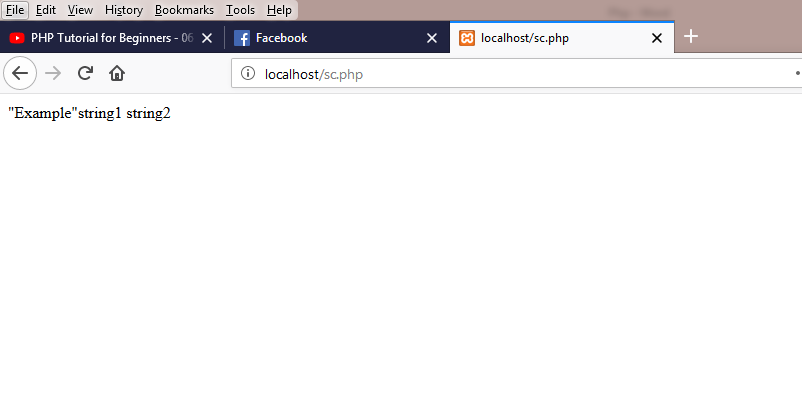 File Edit View History Bookmarks Tools Help
PHP Tutorial for Beginners - 06
Facebook
localhost/sc.php
localhost/sc.php
"Example"string1 string2